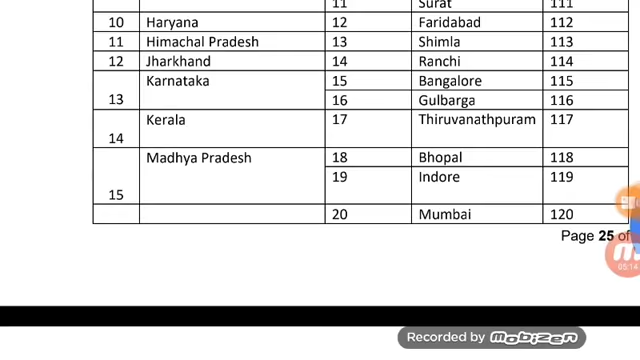 11 Surat 111
10 Haryana 12 Faridabad 112
11 Himachal Pradesh 13 Shimla 113
12 Jharkhand 14 Ranchi 114
Karnataka 15 Bangalore 115
13 16 Gulbarga 116
Kerala 17 Thiruvanathpuram 117
14
Madhya Pradesh 18 Bhopal 118
19 Indore 119
15
20 Mumbai 120
Page 25 of
05:14
Recorded by Mobizen